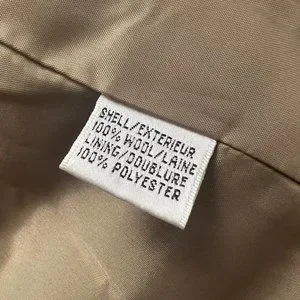 SHELL/EXTERIEUR
100% WOOL/LAINE
LINING/DOUBLURE
100% POLYESTER